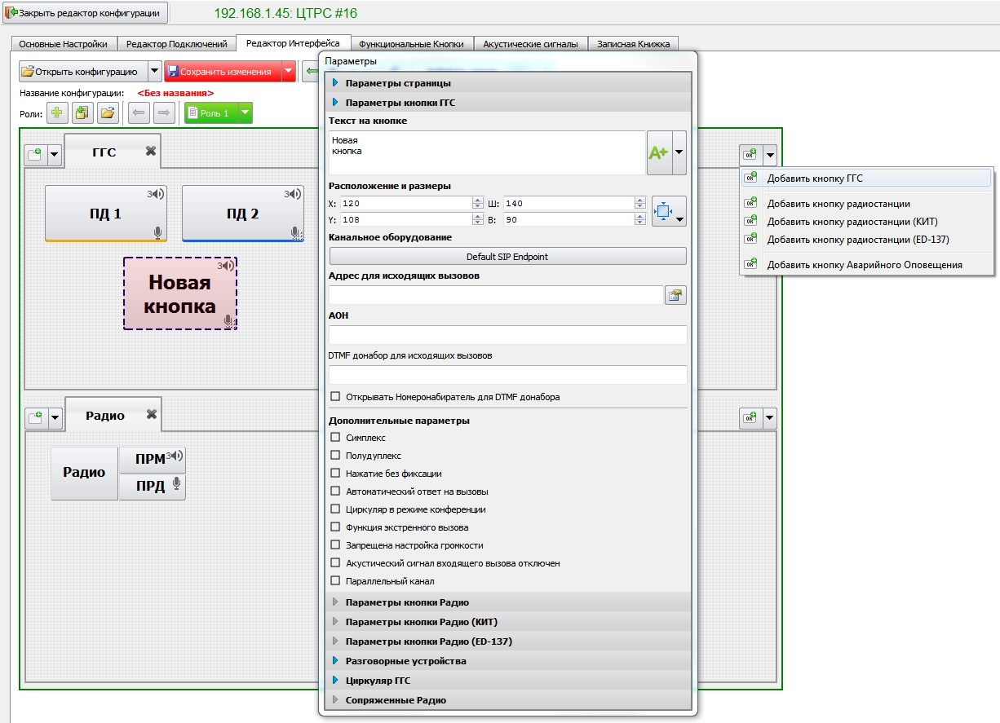 Закрыть редактор конфигурации
192.168.1.45: ЦТРС #16
Основные Настройки
Редактор Подключений
Редактор Интерфейса
Функциональные Кнопки
Акустические сигналы
Записная Книжка
Открыть конфигурацию
Сохранить изменения
Название конфигурации: <Без названия>
Роли:
Роль 1
ГГС
3
ПД 1
3
ПД 2
3
Новая
кнопка
Радио
Радио
ПРМ
3
ПРД
Параметры
Параметры страницы
Параметры кнопки ГГС
Текст на кнопке
Новая
кнопка
A+
Расположение и размеры
X: 120
Ш: 140
Y: 108
В: 90
Канальное оборудование
Default SIP Endpoint
Адрес для исходящих вызовов
АОН
DTMF донабор для исходящих вызовов
Открывать Номеронабиратель для DTMF донабора
Дополнительные параметры
Симплекс
Полудуплекс
Нажатие без фиксации
Автоматический ответ на вызовы
Циркуляр в режиме конференции
Функция экстренного вызова
Запрещена настройка громкости
Акустический сигнал входящего вызова отключен
Параллельный канал
Параметры кнопки Радио
Параметры кнопки Радио (КИТ)
Параметры кнопки Радио (ED-137)
Разговорные устройства
Циркуляр ГГС
Сопряженные Радио
OK
OK
Добавить кнопку ГГС
OK
Добавить кнопку радиостанции
OK
Добавить кнопку радиостанции (КИТ)
OK
Добавить кнопку радиостанции (ED-137)
OK
Добавить кнопку Аварийного Оповещения
OK